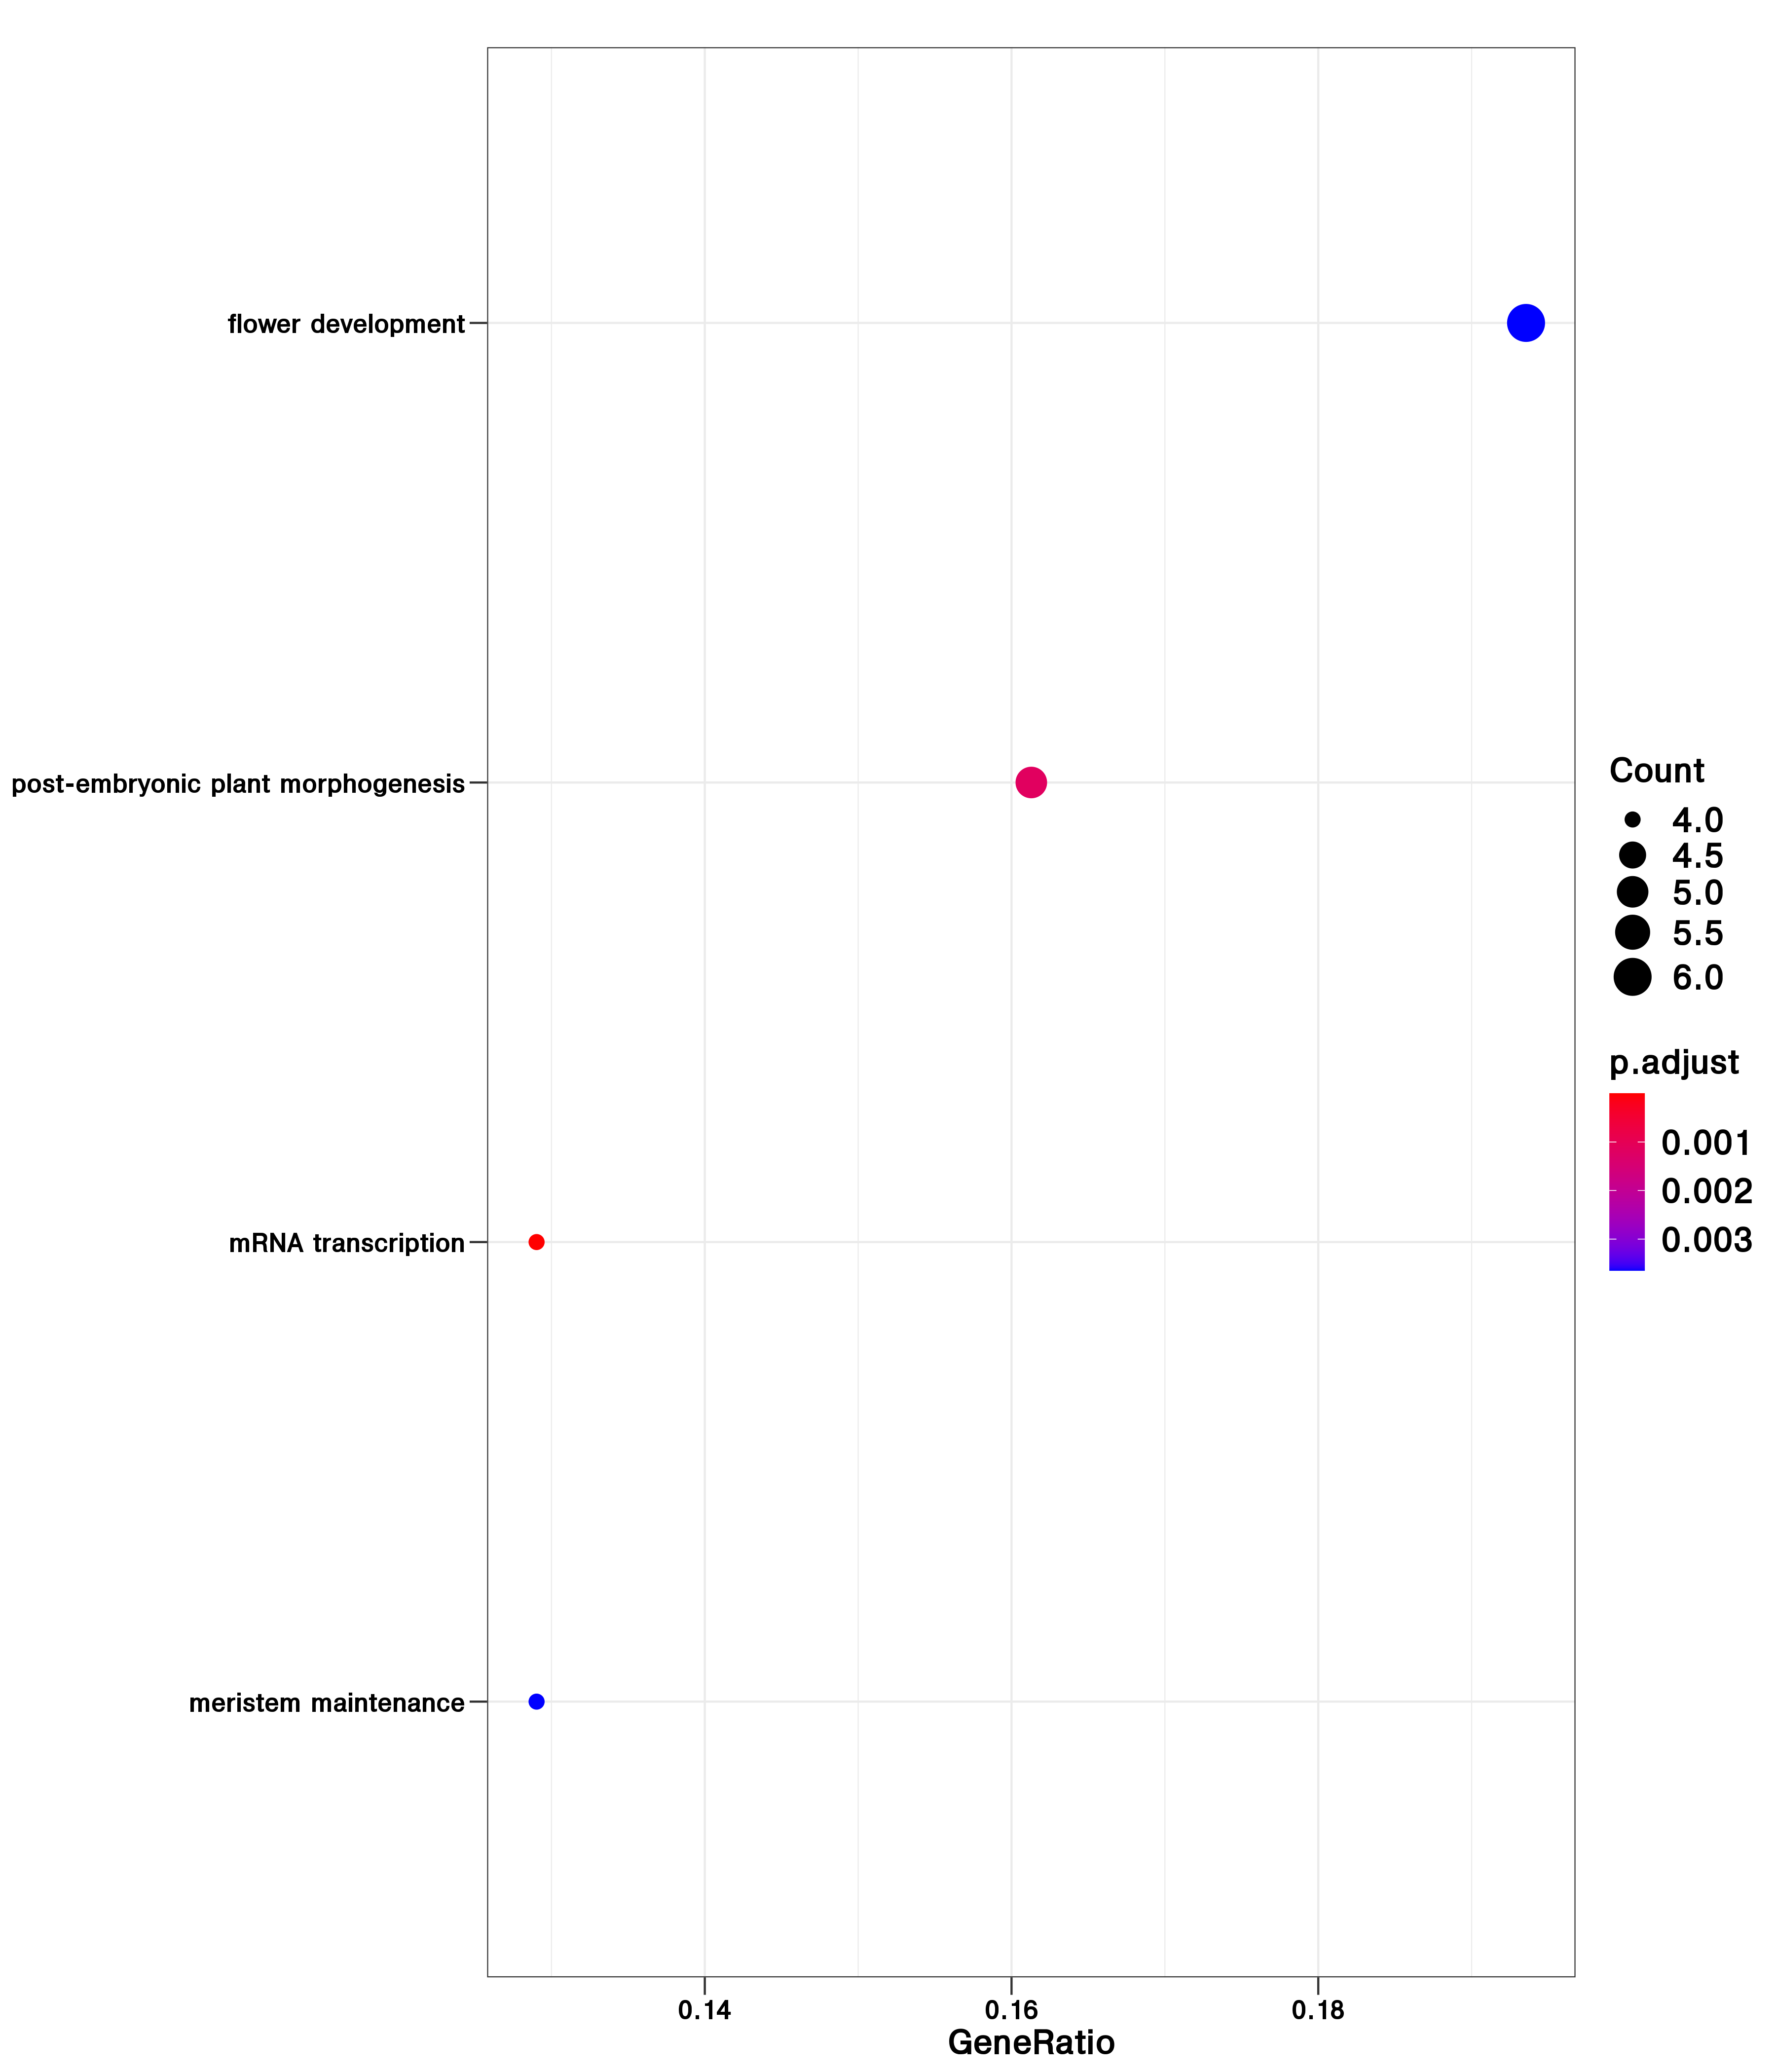 flower development
post-embryonic plant morphogenesis
mRNA transcription
meristem maintenance
0.14
0.16
0.18
GeneRatio
Count
4.0
4.5
5.0
5.5
6.0
p.adjust
0.001
0.002
0.003